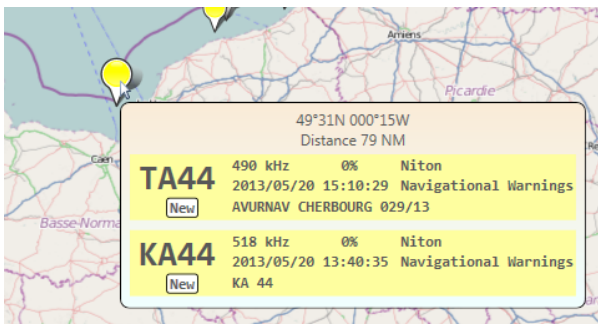 Amiens
Picardie
Caen
Basse-Norma
49°31N 000°15W
Distance 79 NM
TA44
New
490 kHz 0% Niton
2013/05/20 15:10:29 Navigational Warnings
AVURNAV CHERBOURG 029/13
KA44
New
518 kHz 0% Niton
2013/05/20 13:40:35 Navigational Warnings
KA 44